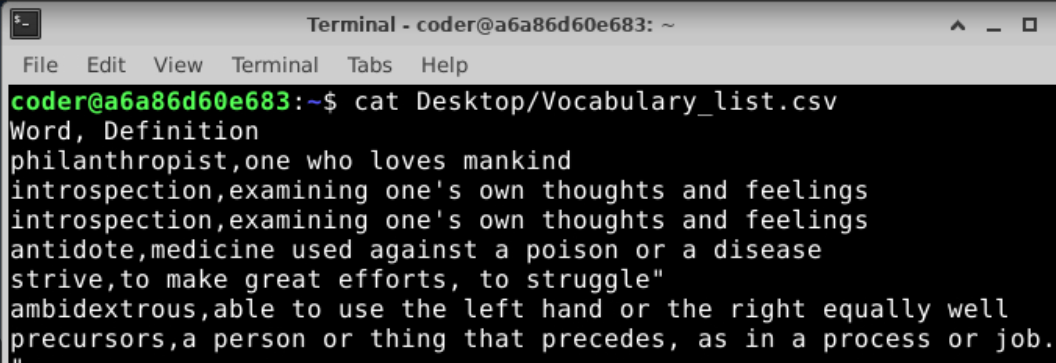 Terminal - coder@a6a86d60e683: ~
File Edit View Terminal Tabs Help
coder@a6a86d60e683:~$ cat Desktop/Vocabulary_list.csv
Word, Definition
philanthropist,one who loves mankind
introspection,examining one's own thoughts and feelings
introspection,examining one's own thoughts and feelings
antidote,medicine used against a poison or a disease
strive,to make great efforts, to struggle"
ambidextrous,able to use the left hand or the right equally well
precursors,a person or thing that precedes, as in a process or job.
"